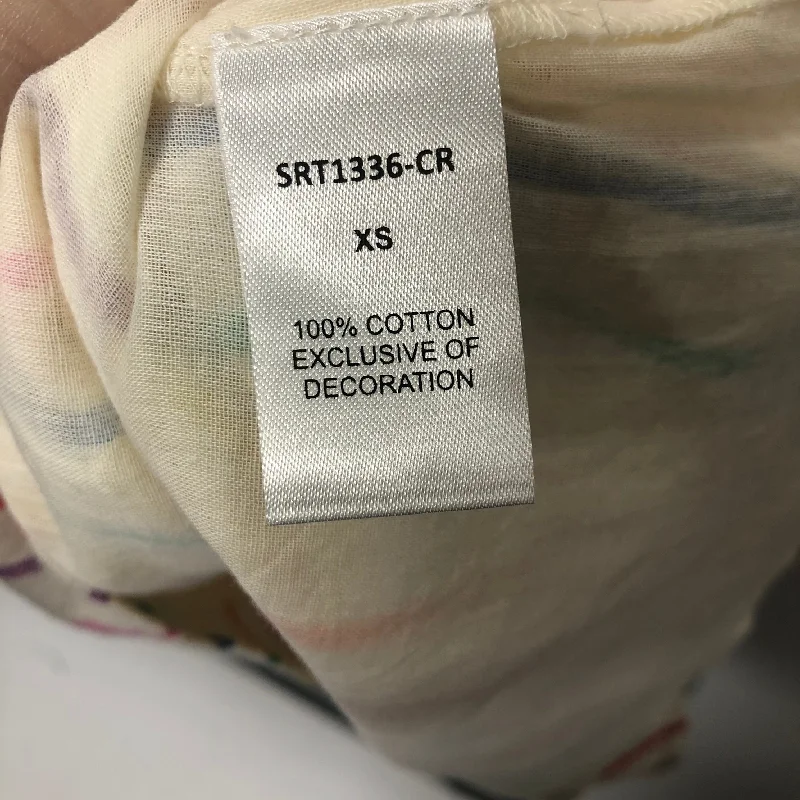 SRT1336-CR
XS
100% COTTON
EXCLUSIVE OF
DECORATION